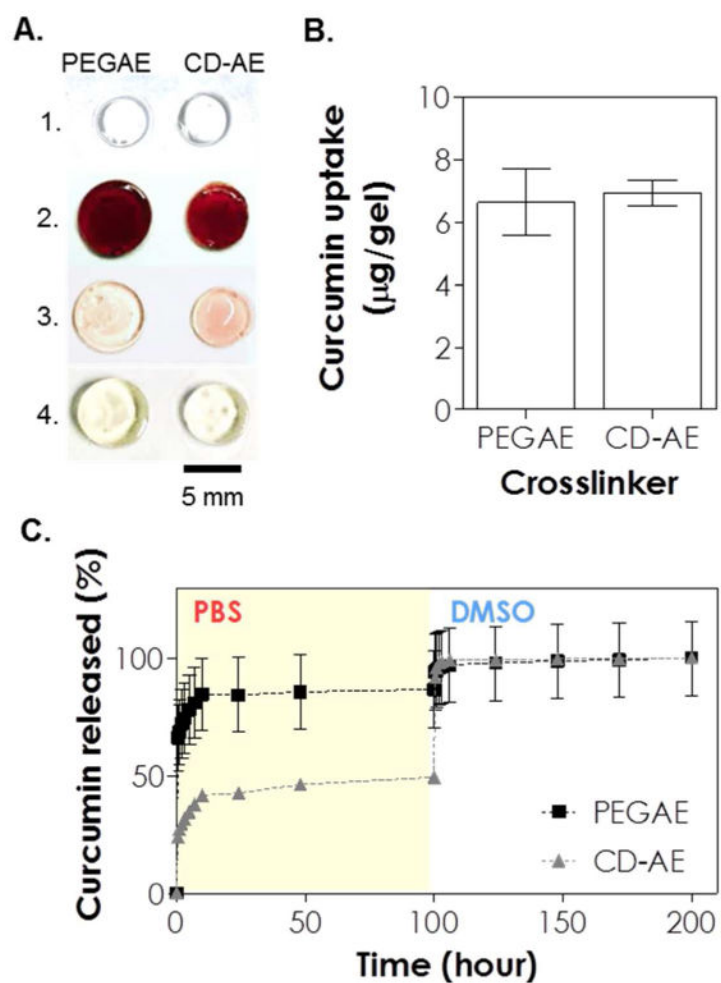 A.
PEGAE CD-AE
1.
2.
3.
4.
5 mm
B.
Curcumin uptake
(μg/gel)
10
8
6
4
2
0
PEGAE CD-AE
Crosslinker
C.
Curcumin released (%)
100
50
0
PBS DMSO
PEGAE
CD-AE
0 50 100 150 200
Time (hour)